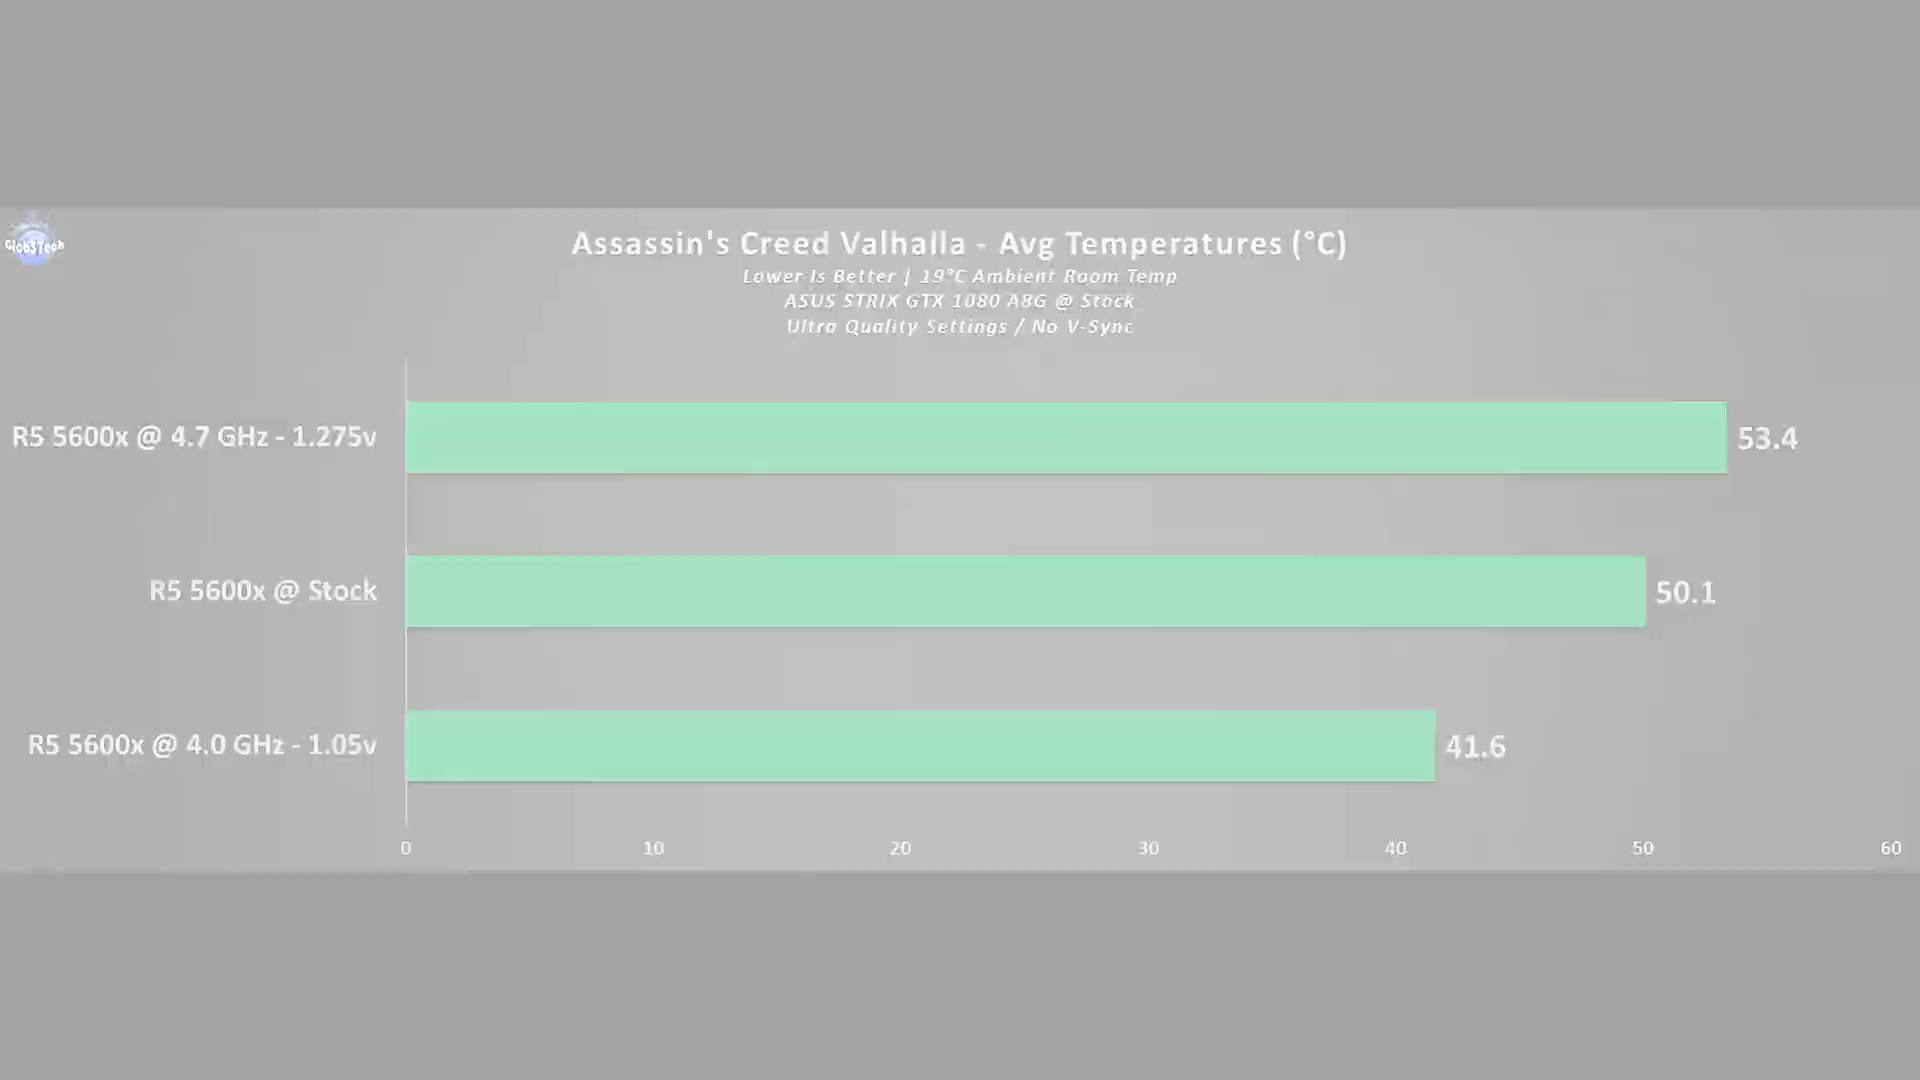 Glob3Tech
Assassin's Creed Valhalla - Avg Temperatures (°C)
Lower Is Better | 19°C Ambient Room Temp
ASUS STRIX GTX 1080 A8G @ Stock
Ultra Quality Settings / No V-Sync
R5 5600x @ 4.7 GHz - 1.275v
53.4
R5 5600x @ Stock
50.1
R5 5600x @ 4.0 GHz - 1.05v
41.6
0 10 20 30 40 50 60